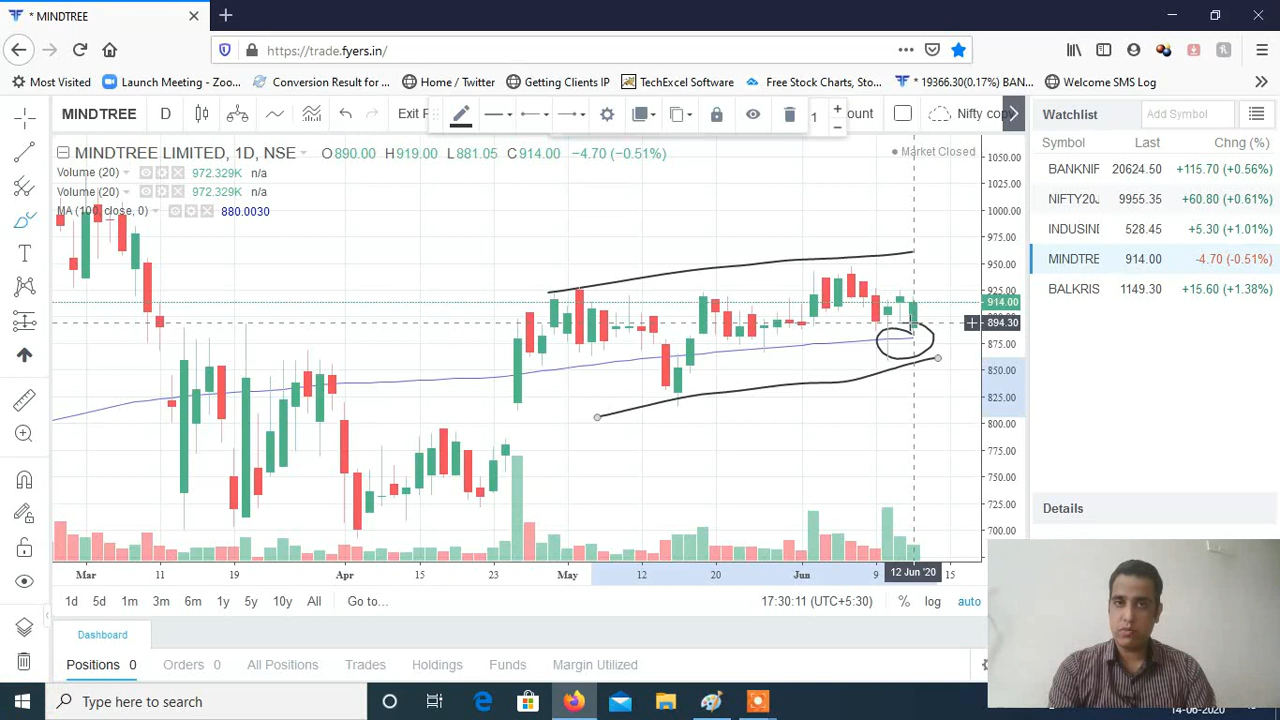 * MINDTREE
https://trade.fyers.in/
Most Visited
Launch Meeting - Zoo...
Conversion Result for ...
Home / Twitter
Getting Clients IP
TechExcel Software
Free Stock Charts, Sto...
* 19366.30(0.17%) BAN...
Welcome SMS Log
MINDTREE D Exit F ount Nifty cop
MINDTREE LIMITED, 1D, NSE O890.00 H919.00 L881.05 C914.00 −4.70 (−0.51%)
Market Closed
Volume (20) 972.329K n/a
Volume (20) 972.329K n/a
MA (100, close, 0) 880.0030
1050.00
1025.00
1000.00
975.00
950.00
925.00
914.00
894.30
875.00
850.00
825.00
800.00
775.00
750.00
725.00
700.00
Mar 11 19 Apr 15 23 May 12 20 Jun 9 12 Jun '20 15
1d 5d 1m 3m 6m 1y 5y 10y All Go to... 17:30:11 (UTC+5:30) % log auto
Dashboard
Positions 0 Orders 0 All Positions Trades Holdings Funds Margin Utilized
Watchlist Add Symbol
Symbol Last Chng (%)
BANKNIF 20624.50 +115.70 (+0.56%)
NIFTY20J 9955.35 +60.80 (+0.61%)
INDUSIN 528.45 +5.30 (+1.01%)
MINDTRE 914.00 -4.70 (-0.51%)
BALKRIS 1149.30 +15.60 (+1.38%)
Details
Type here to search
14-06-2020